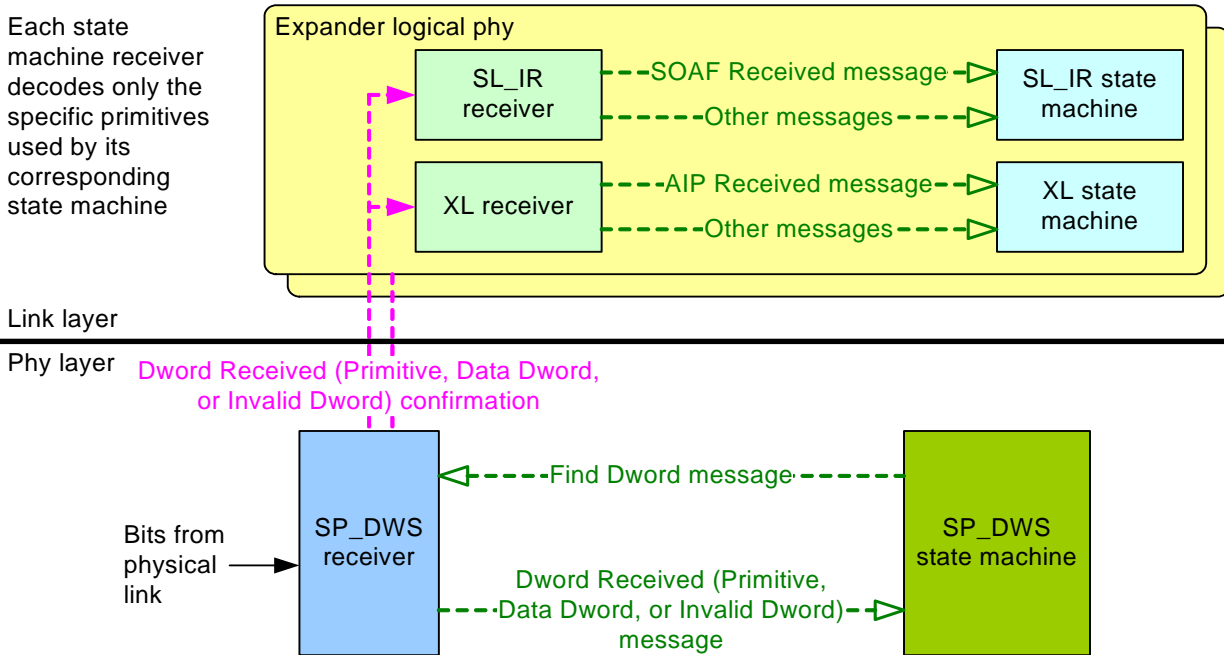 Each state
machine receiver
decodes only the
specific primitives
used by its
corresponding
state machine
Expander logical phy
SL_IR
receiver
SOAF Received message
Other messages
SL_IR state
machine
XL receiver
AIP Received message
Other messages
XL state
machine
Link layer
Phy layer
Dword Received (Primitive, Data Dword,
or Invalid Dword) confirmation
Bits from
physical
link
SP_DWS
receiver
Find Dword message
Dword Received (Primitive,
Data Dword, or Invalid Dword)
message
SP_DWS
state machine